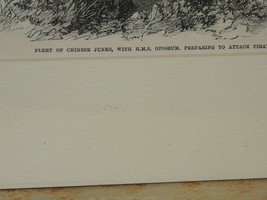 FLEET OF CHINESE JUNKS, WITH H.M.S. OPOSSUM, PREPARING TO ATTACK PIRA